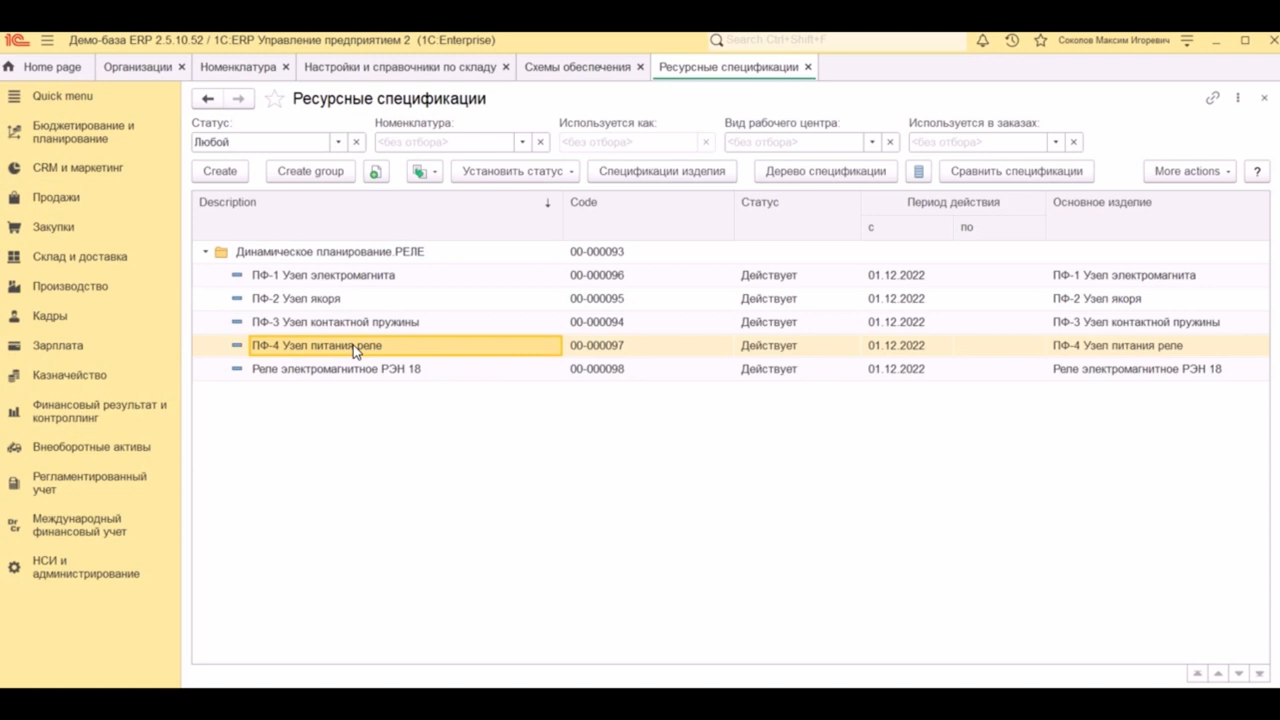 1С Демо-база ERP 2.5.10.52 / 1С:ERP Управление предприятием 2 (1C:Enterprise) Search Ctrl+Shift+F Соколов Максим Игоревич
Home page Организации Номенклатура Настройки и справочники по складу Схемы обеспечения Ресурсные спецификации
Quick menu
Бюджетирование и
планирование
CRM и маркетинг
Продажи
Закупки
Склад и доставка
Производство
Кадры
Зарплата
Казначейство
Финансовый результат и
контроллинг
Внеоборотные активы
Регламентированный
учет
Dr
Cr
Международный
финансовый учет
НСИ и
администрирование
Ресурсные спецификации
Статус: Номенклатура: Используется как: Вид рабочего центра: Используется в заказах:
Любой <без отбора> <без отбора> <без отбора> <без отбора>
Create Create group Установить статус Спецификации изделия Дерево спецификации Сравнить спецификации More actions ?
Description Code Статус Период действия Основное изделие
с по
Динамическое планирование.РЕЛЕ 00-000093
ПФ-1 Узел электромагнита 00-000096 Действует 01.12.2022 ПФ-1 Узел электромагнита
ПФ-2 Узел якоря 00-000095 Действует 01.12.2022 ПФ-2 Узел якоря
ПФ-3 Узел контактной пружины 00-000094 Действует 01.12.2022 ПФ-3 Узел контактной пружины
ПФ-4 Узел питания реле 00-000097 Действует 01.12.2022 ПФ-4 Узел питания реле
Реле электромагнитное РЭН 18 00-000098 Действует 01.12.2022 Реле электромагнитное РЭН 18